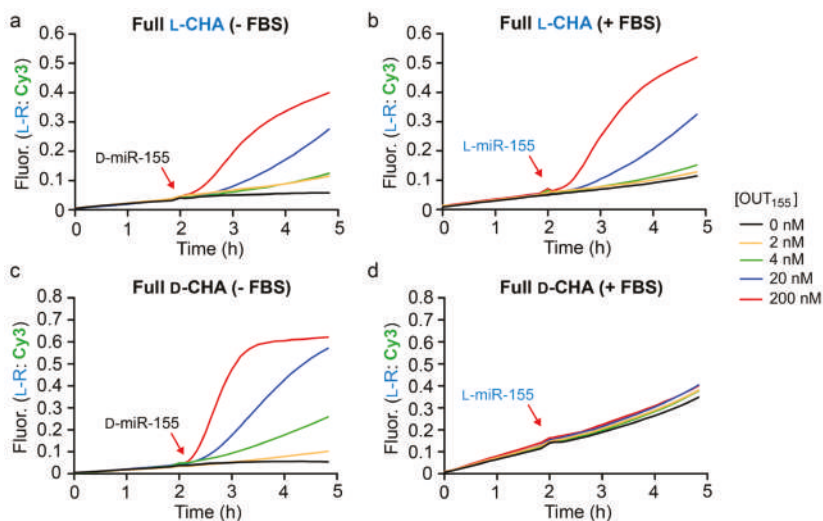 a
Full L-CHA (- FBS)
Fluor. (L-R: Cy3)
0.6
0.5
0.4
0.3
0.2
0.1
0
D-miR-155
0 1 2 3 4 5
Time (h)
b
Full L-CHA (+ FBS)
Fluor. (L-R: Cy3)
0.6
0.5
0.4
0.3
0.2
0.1
0
L-miR-155
0 1 2 3 4 5
Time (h)
[OUT155]
0 nM
2 nM
4 nM
20 nM
200 nM
c
Full D-CHA (- FBS)
Fluor. (L-R: Cy3)
0.8
0.7
0.6
0.5
0.4
0.3
0.2
0.1
0
D-miR-155
0 1 2 3 4 5
Time (h)
d
Full D-CHA (+ FBS)
Fluor. (L-R: Cy3)
0.8
0.7
0.6
0.5
0.4
0.3
0.2
0.1
0
L-miR-155
0 1 2 3 4 5
Time (h)